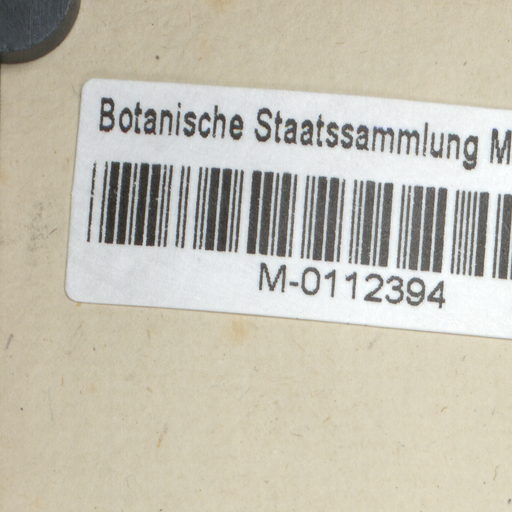 Botanische Staatssammlung M
M-0112394